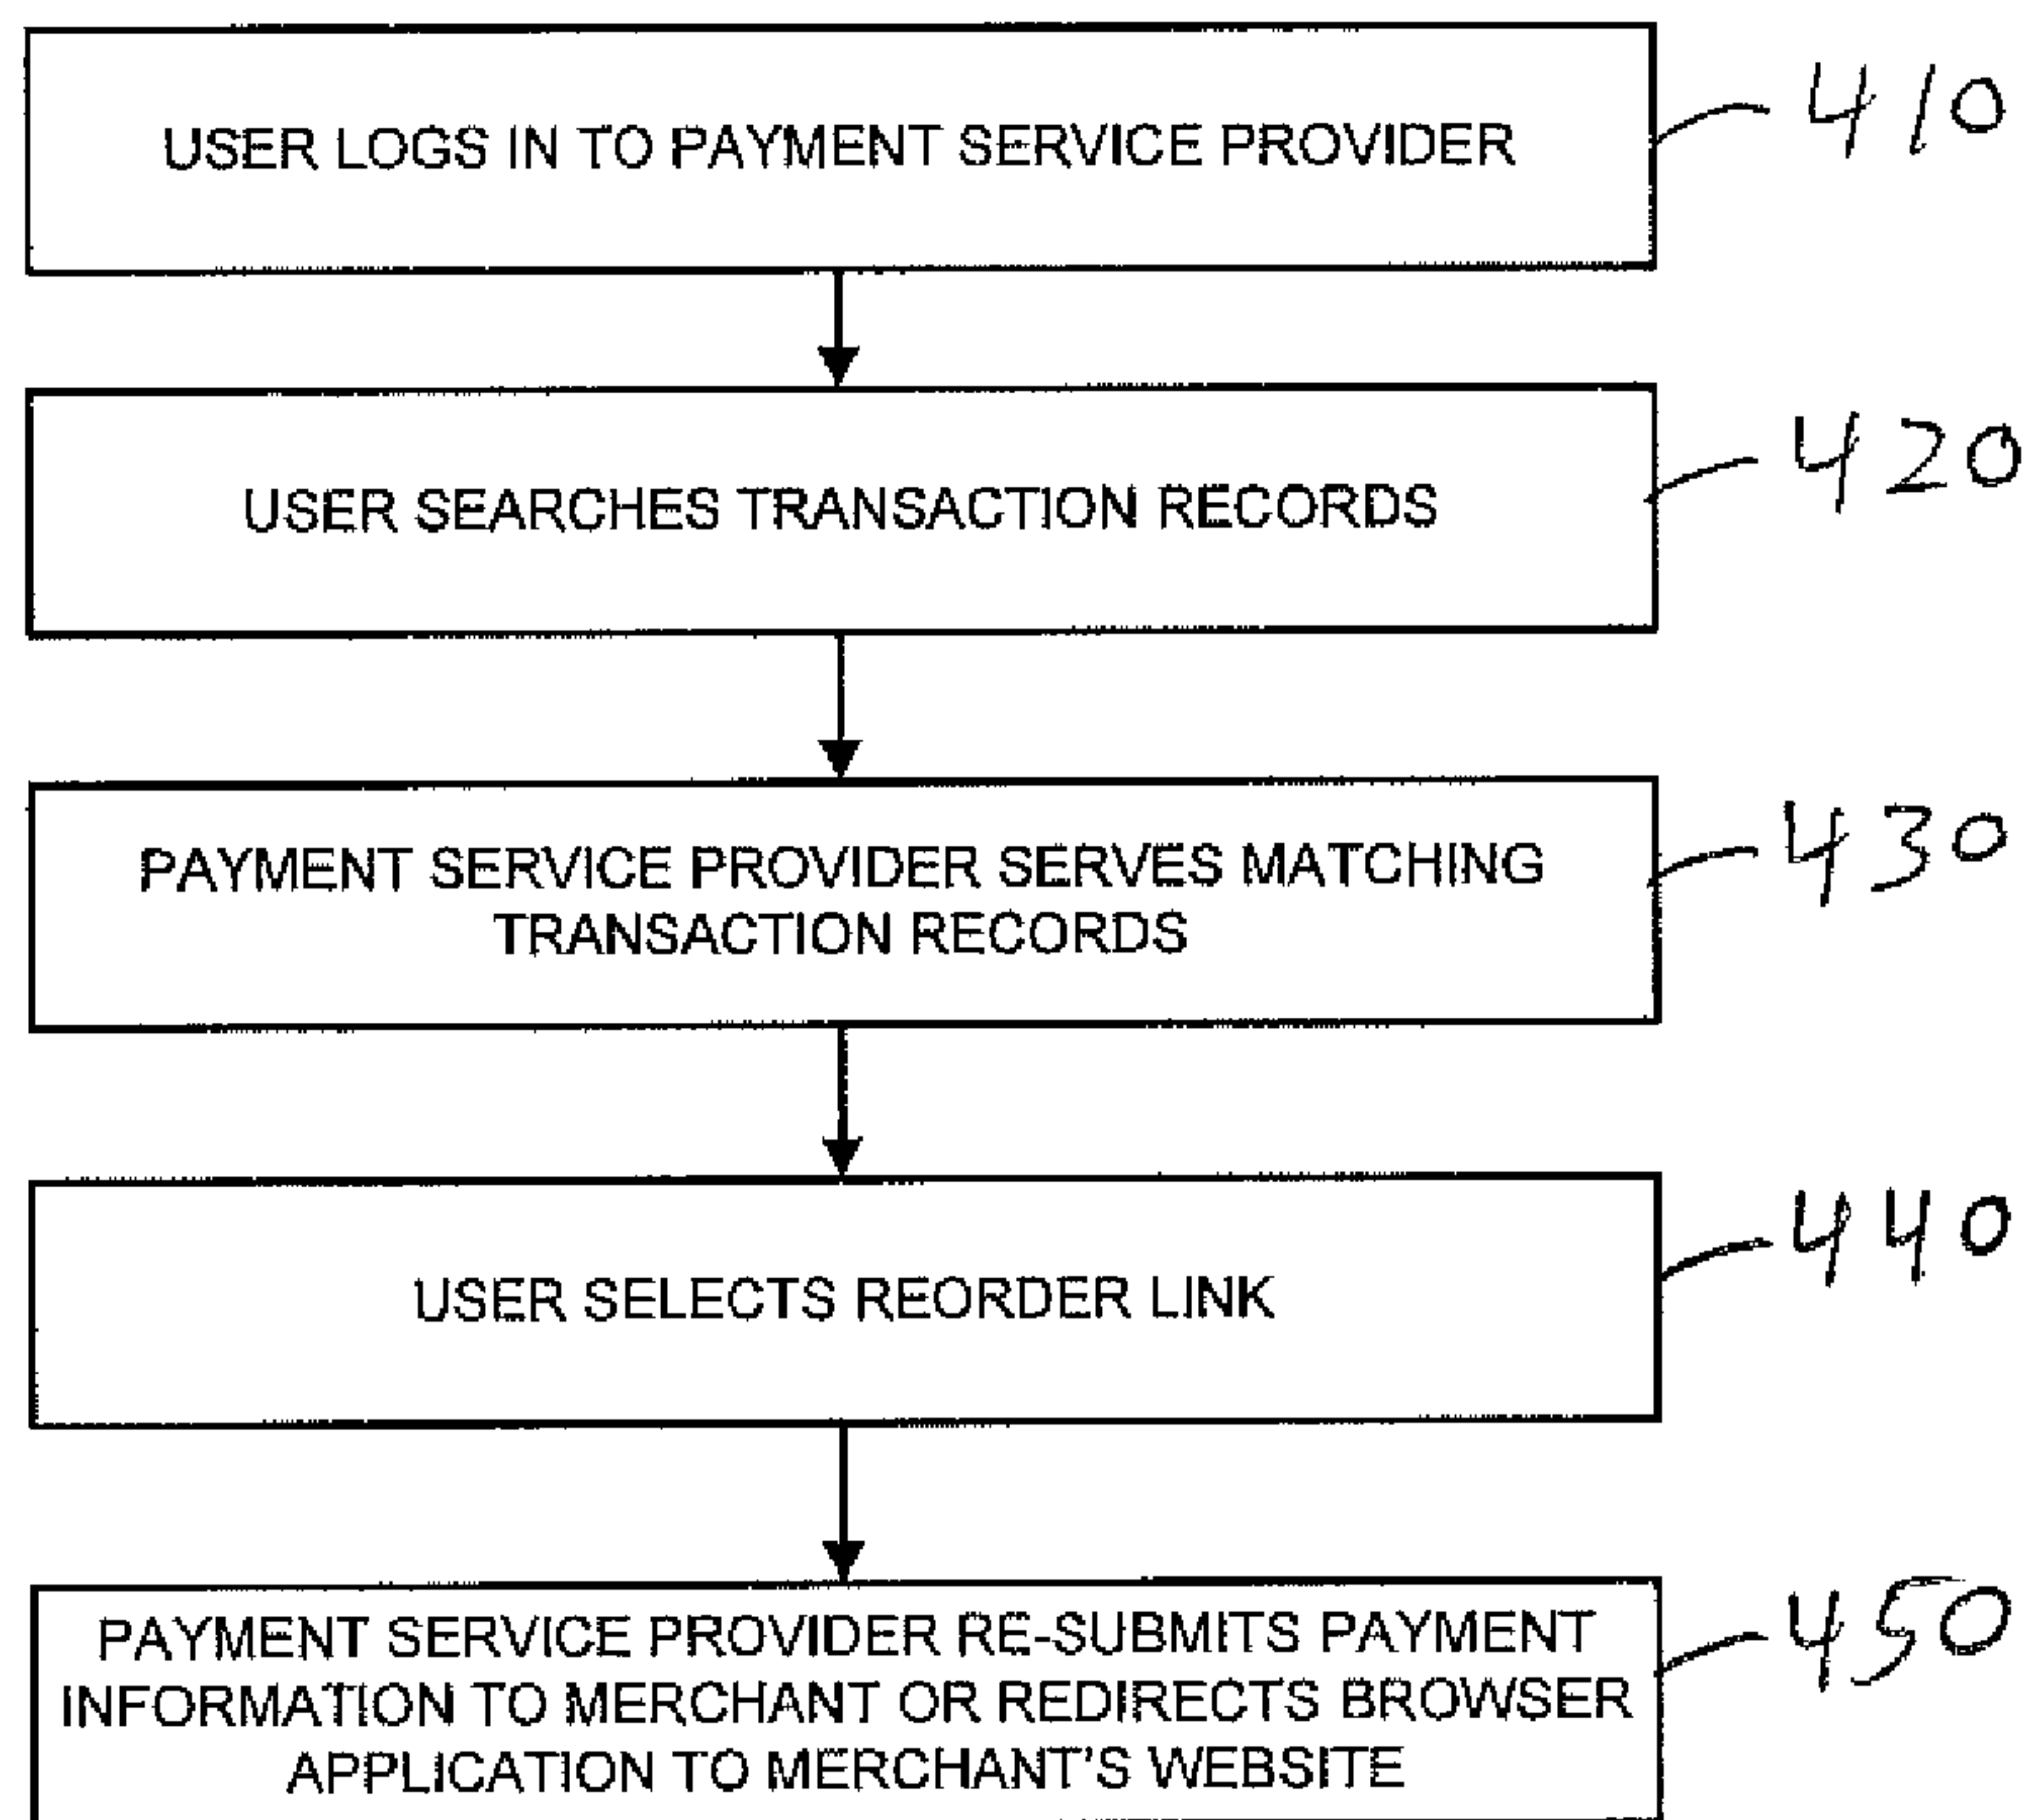 USER LOGS IN TO PAYMENT SERVICE PROVIDER
410
USER SEARCHES TRANSACTION RECORDS
420
PAYMENT SERVICE PROVIDER SERVES MATCHING
TRANSACTION RECORDS
430
USER SELECTS REORDER LINK
440
PAYMENT SERVICE PROVIDER RE-SUBMITS PAYMENT
INFORMATION TO MERCHANT OR REDIRECTS BROWSER
APPLICATION TO MERCHANT'S WEBSITE
450